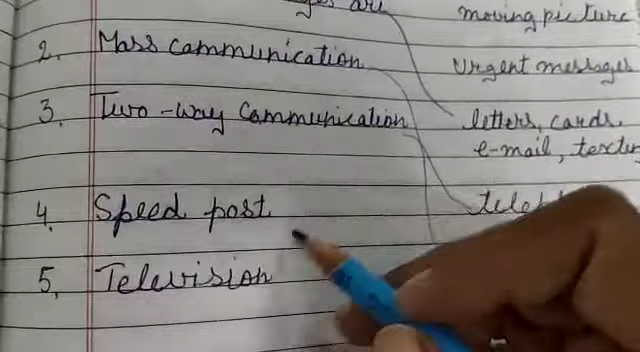 are
moving picture
2. Mass communication
Urgent messages
3. Two-way Communication
letters, cards,
e-mail,
4. Speed post
5. Television